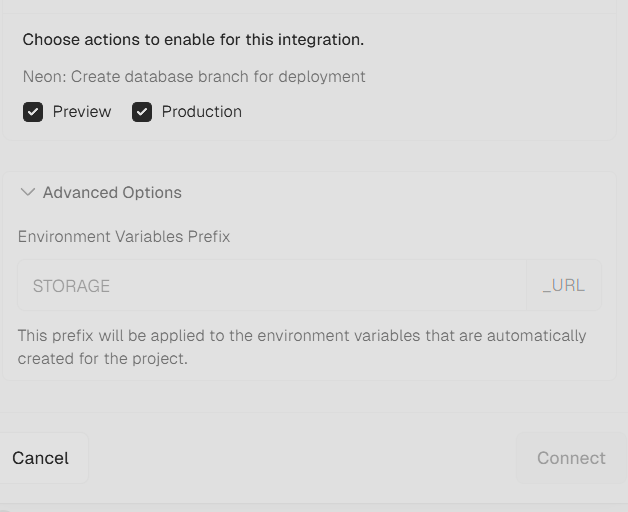 Choose actions to enable for this integration.
Neon: Create database branch for deployment
Preview Production
Advanced Options
Environment Variables Prefix
STORAGE _URL
This prefix will be applied to the environment variables that are automatically
created for the project.
Cancel Connect